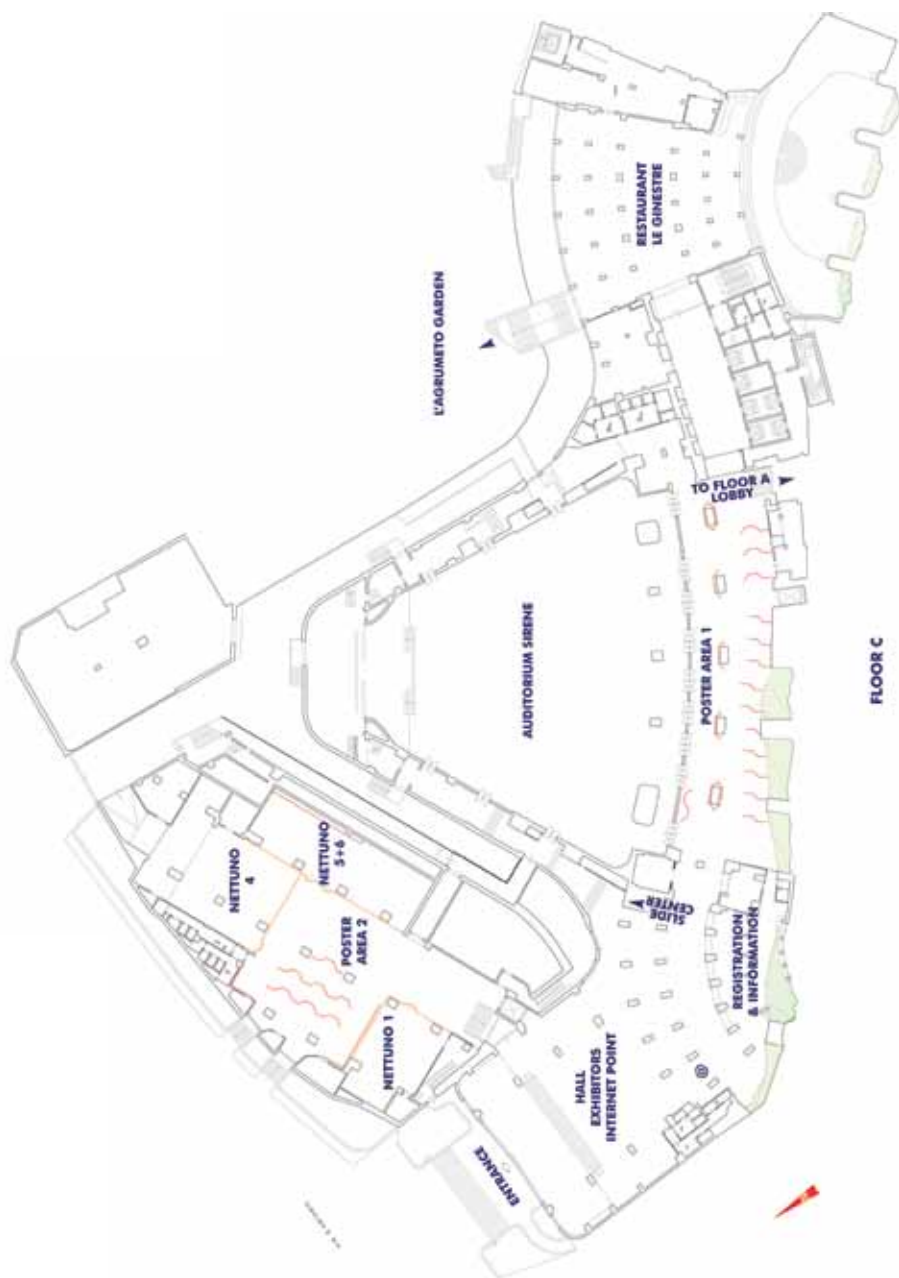 RESTAURANT
LE GINESTRE
L'AGRUMETO GARDEN
TO FLOOR A
LOBBY
AUDITORIUM SIRENE
POSTER AREA 1
FLOOR C
NETTUNO
4
NETTUNO
5+6
POSTER
AREA 2
NETTUNO 1
SLIDE
CENTER
REGISTRATION
& INFORMATION
HALL
EXHIBITORS
INTERNET POINT
@
ENTRANCE